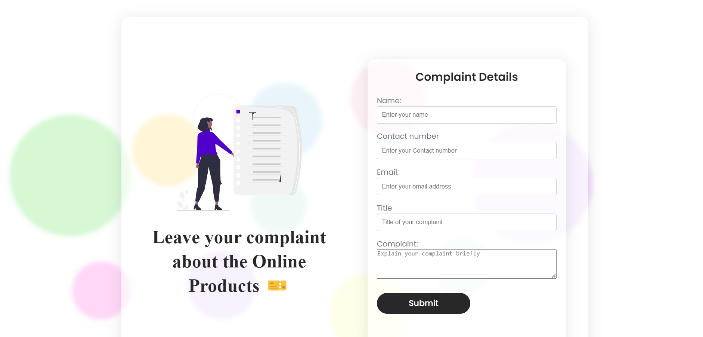 Leave your complaint
about the Online
Products 🎫
Complaint Details
Name:
Enter your name
Contact number
Enter your Contact number
Email:
Enter your email address
Title
Title of your complaint
Complaint:
Explain your complaint briefly
Submit